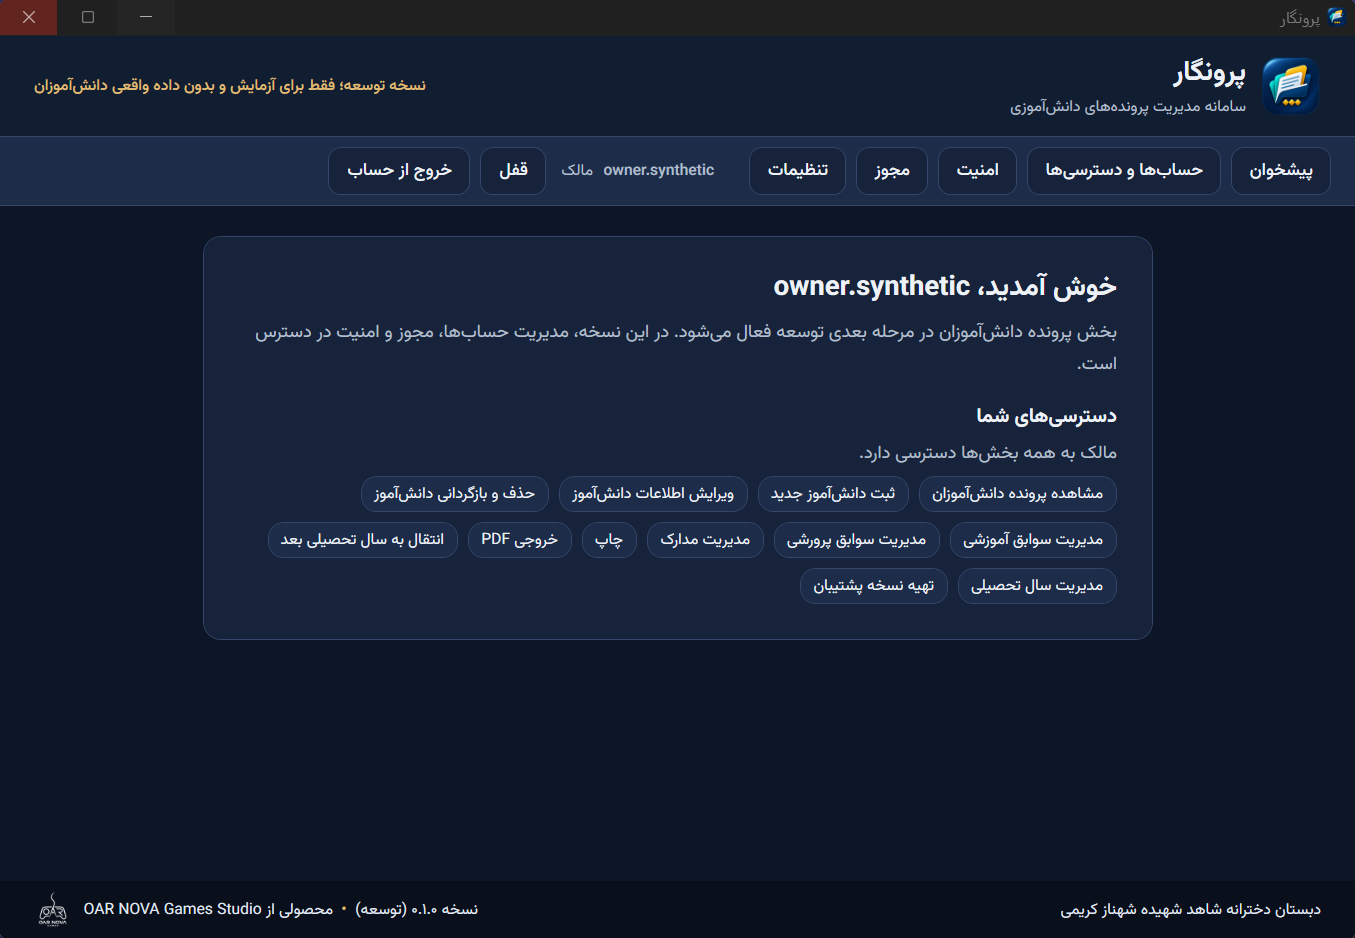 پرونگار
پرونگار
سامانه مدیریت پرونده‌های دانش‌آموزی
نسخه توسعه؛ فقط برای آزمایش و بدون داده واقعی دانش‌آموزان
پیشخوان
حساب‌ها و دسترسی‌ها
امنیت
مجوز
تنظیمات
owner.synthetic مالک
قفل
خروج از حساب
خوش آمدید، owner.synthetic
بخش پرونده دانش‌آموزان در مرحله بعدی توسعه فعال می‌شود. در این نسخه، مدیریت حساب‌ها، مجوز و امنیت در دسترس
است.
دسترسی‌های شما
مالک به همه بخش‌ها دسترسی دارد.
مشاهده پرونده دانش‌آموزان
ثبت دانش‌آموز جدید
ویرایش اطلاعات دانش‌آموز
حذف و بازگردانی دانش‌آموز
مدیریت سوابق آموزشی
مدیریت سوابق پرورشی
مدیریت مدارک
چاپ
خروجی PDF
انتقال به سال تحصیلی بعد
مدیریت سال تحصیلی
تهیه نسخه پشتیبان
دبستان دخترانه شاهد شهیده شهناز کریمی
نسخه ۰.۱.۰ (توسعه) • محصولی از OAR NOVA Games Studio
OAR NOVA
GAMES